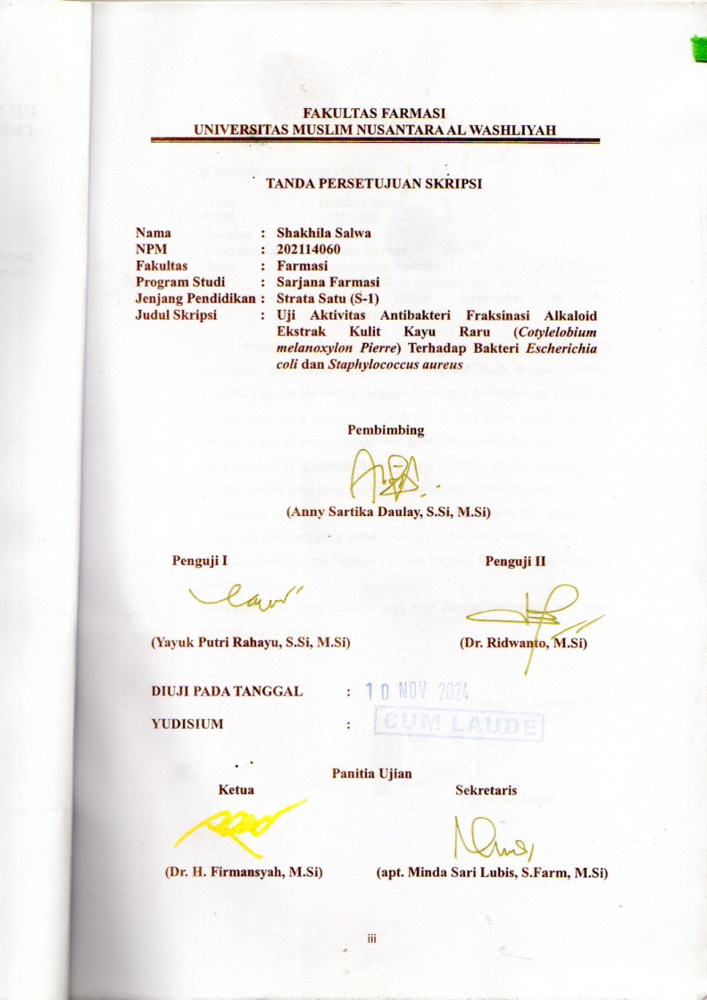 FAKULTAS FARMASI
UNIVERSITAS MUSLIM NUSANTARA AL WASHLIYAH
TANDA PERSETUJUAN SKRIPSI
Nama : Shakhila Salwa
NPM : 202114060
Fakultas : Farmasi
Program Studi : Sarjana Farmasi
Jenjang Pendidikan : Strata Satu (S-1)
Judul Skripsi : Uji Aktivitas Antibakteri Fraksinasi Alkaloid
Ekstrak Kulit Kayu Raru (Cotylelobium
melanoxylon Pierre) Terhadap Bakteri Escherichia
coli dan Staphylococcus aureus
Pembimbing
(Anny Sartika Daulay, S.Si, M.Si)
Penguji I Penguji II
(Yayuk Putri Rahayu, S.Si, M.Si) (Dr. Ridwanto, M.Si)
DIUJI PADA TANGGAL : 10 NOV 2024
YUDISIUM : CUM LAUDE
Panitia Ujian
Ketua Sekretaris
(Dr. H. Firmansyah, M.Si) (apt. Minda Sari Lubis, S.Farm, M.Si)
iii